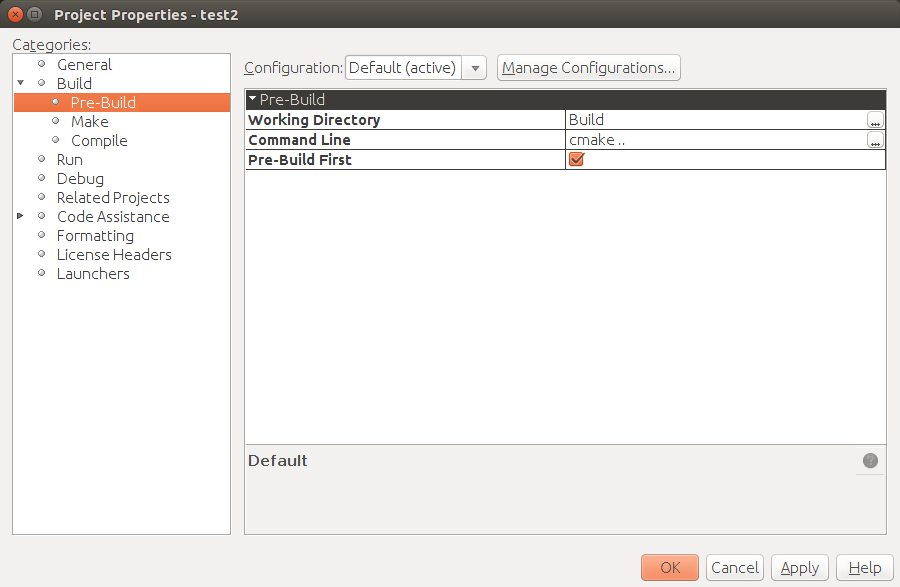 Project Properties - test2
Categories:
General
Build
Pre-Build
Make
Compile
Run
Debug
Related Projects
Code Assistance
Formatting
License Headers
Launchers
Configuration: Default (active) Manage Configurations...
Pre-Build
Working Directory Build ...
Command Line cmake .. ...
Pre-Build First
Default ?
OK Cancel Apply Help